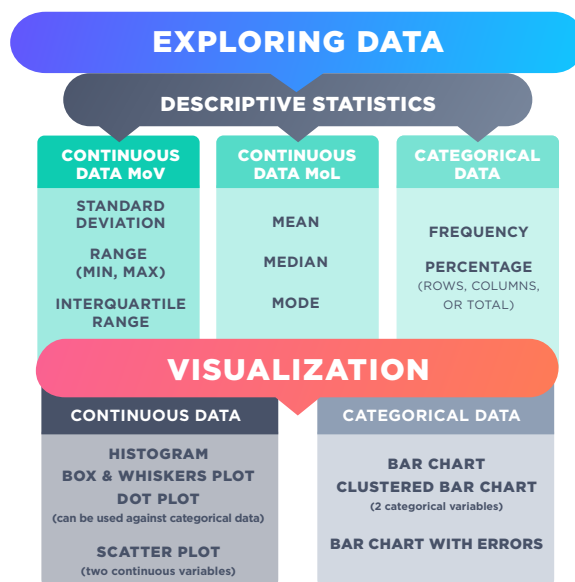 EXPLORING DATA
DESCRIPTIVE STATISTICS
CONTINUOUS
DATA MoV
STANDARD
DEVIATION
RANGE
(MIN, MAX)
INTERQUARTILE
RANGE
CONTINUOUS
DATA MoL
MEAN
MEDIAN
MODE
CATEGORICAL
DATA
FREQUENCY
PERCENTAGE
(ROWS, COLUMNS,
OR TOTAL)
VISUALIZATION
CONTINUOUS DATA
HISTOGRAM
BOX & WHISKERS PLOT
DOT PLOT
(can be used against categorical data)
SCATTER PLOT
(two continuous variables)
CATEGORICAL DATA
BAR CHART
CLUSTERED BAR CHART
(2 categorical variables)
BAR CHART WITH ERRORS